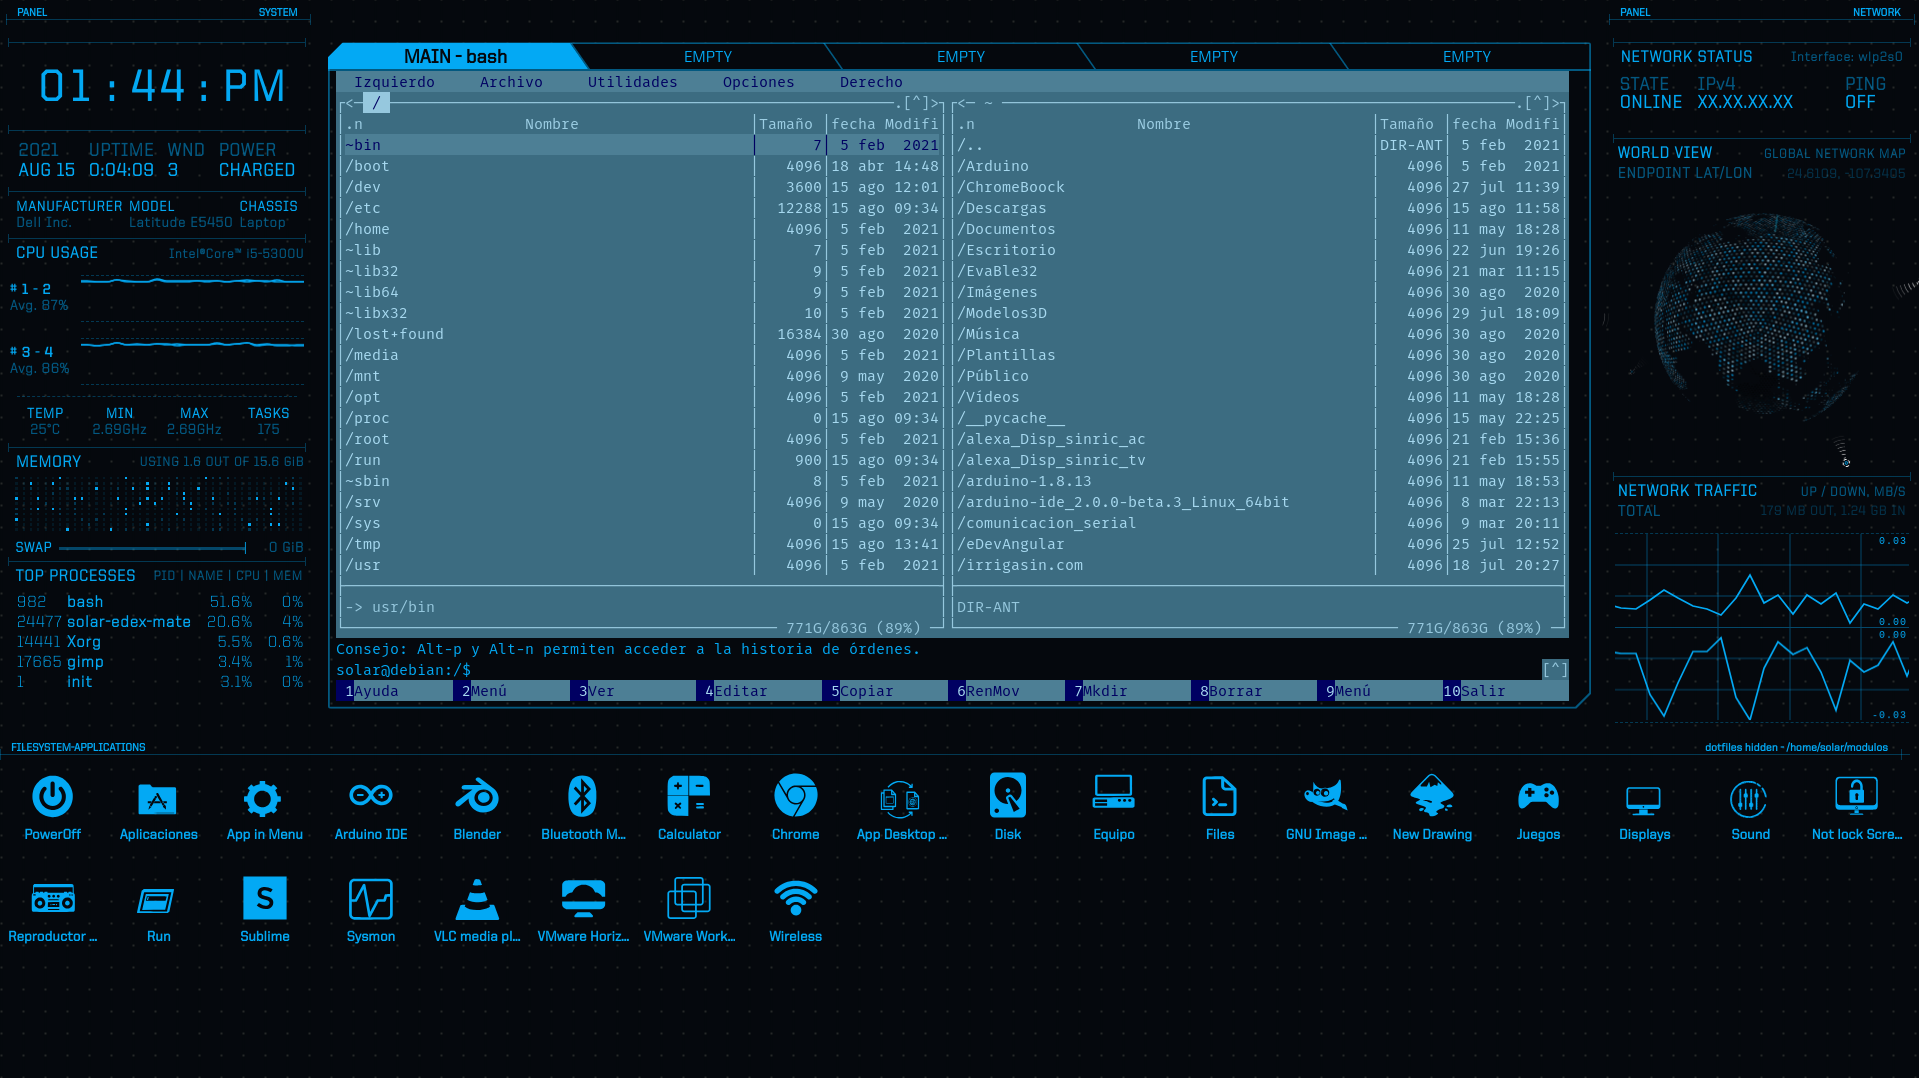 PANEL SYSTEM
01:44:PM
2021 UPTIME WND POWER
AUG 15 0:04:09 3 CHARGED
MANUFACTURER MODEL CHASSIS
Dell Inc. Latitude E5450 Laptop
CPU USAGE Intel®Core™ i5-5300U
# 1 - 2
Avg. 87%
# 3 - 4
Avg. 86%
TEMP MIN MAX TASKS
25°C 2.69GHz 2.69GHz 175
MEMORY USING 1.6 OUT OF 15.6 GiB
SWAP 0 GiB
TOP PROCESSES PID | NAME | CPU | MEM
982 bash 51.6% 0%
24477 solar-edex-mate 20.6% 4%
14441 Xorg 5.5% 0.6%
17665 gimp 3.4% 1%
1 init 3.1% 0%
MAIN - bash EMPTY EMPTY EMPTY EMPTY
Izquierdo Archivo Utilidades Opciones Derecho
<─ / .[^]>
.n Nombre Tamaño fecha Modifi
~bin 7 5 feb 2021
/boot 4096 18 abr 14:48
/dev 3600 15 ago 12:01
/etc 12288 15 ago 09:34
/home 4096 5 feb 2021
~lib 7 5 feb 2021
~lib32 9 5 feb 2021
~lib64 9 5 feb 2021
~libx32 10 5 feb 2021
/lost+found 16384 30 ago 2020
/media 4096 5 feb 2021
/mnt 4096 9 may 2020
/opt 4096 5 feb 2021
/proc 0 15 ago 09:34
/root 4096 5 feb 2021
/run 900 15 ago 09:34
~sbin 8 5 feb 2021
/srv 4096 9 may 2020
/sys 0 15 ago 09:34
/tmp 4096 15 ago 13:41
/usr 4096 5 feb 2021
-> usr/bin
771G/863G (89%)
<─ ~ .[^]>
.n Nombre Tamaño fecha Modifi
/.. DIR-ANT 5 feb 2021
/Arduino 4096 5 feb 2021
/ChromeBoock 4096 27 jul 11:39
/Descargas 4096 15 ago 11:58
/Documentos 4096 11 may 18:28
/Escritorio 4096 22 jun 19:26
/EvaBle32 4096 21 mar 11:15
/Imágenes 4096 30 ago 2020
/Modelos3D 4096 29 jul 18:09
/Música 4096 30 ago 2020
/Plantillas 4096 30 ago 2020
/Público 4096 30 ago 2020
/Vídeos 4096 11 may 18:28
/__pycache__ 4096 15 may 22:25
/alexa_Disp_sinric_ac 4096 21 feb 15:36
/alexa_Disp_sinric_tv 4096 21 feb 15:55
/arduino-1.8.13 4096 11 may 18:53
/arduino-ide_2.0.0-beta.3_Linux_64bit 4096 8 mar 22:13
/comunicacion_serial 4096 9 mar 20:11
/eDevAngular 4096 25 jul 12:52
/irrigasin.com 4096 18 jul 20:27
DIR-ANT
771G/863G (89%)
Consejo: Alt-p y Alt-n permiten acceder a la historia de órdenes.
solar@debian:/$ [^]
1Ayuda 2Menú 3Ver 4Editar 5Copiar 6RenMov 7Mkdir 8Borrar 9Menú 10Salir
PANEL NETWORK
NETWORK STATUS Interface: wlp2s0
STATE IPv4 PING
ONLINE XX.XX.XX.XX OFF
WORLD VIEW GLOBAL NETWORK MAP
ENDPOINT LAT/LON 24.8109, -107.3405
NETWORK TRAFFIC UP / DOWN, MB/S
TOTAL 179 MB OUT, 1.24 GB IN
0.03
0.00
0.00
-0.03
FILESYSTEM-APPLICATIONS dotfiles hidden - /home/solar/modulos
PowerOff Aplicaciones App in Menu Arduino IDE Blender Bluetooth M... Calculator Chrome App Desktop ... Disk Equipo Files GNU Image ... New Drawing Juegos Displays Sound Not lock Scre...
Reproductor ... Run Sublime Sysmon VLC media pl... VMware Horiz... VMware Work... Wireless